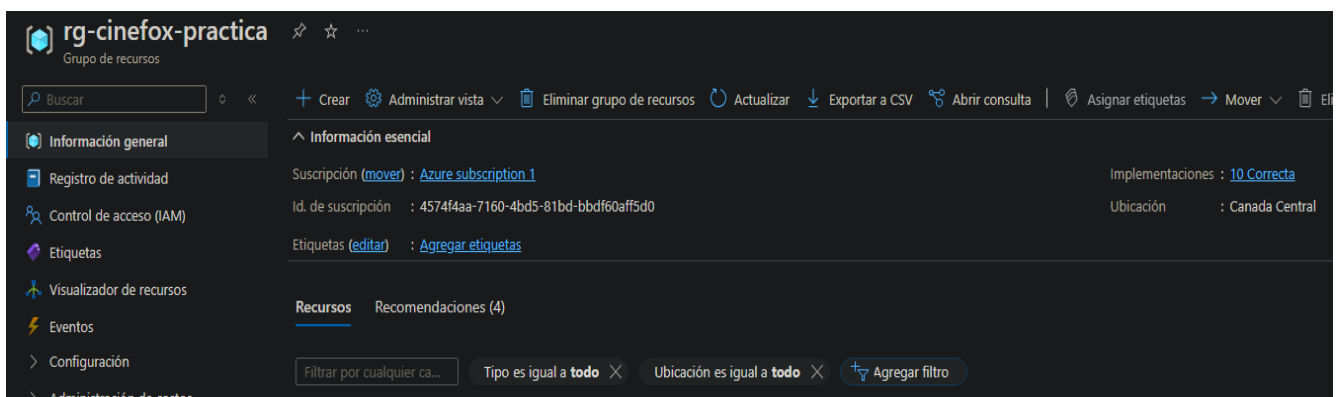 rg-cinefox-practica
Grupo de recursos
Buscar
Información general
Registro de actividad
Control de acceso (IAM)
Etiquetas
Visualizador de recursos
Eventos
Configuración
Administración de costos
Crear Administrar vista Eliminar grupo de recursos Actualizar Exportar a CSV Abrir consulta Asignar etiquetas Mover Eli
Información esencial
Suscripción (mover) : Azure subscription 1 Implementaciones : 10 Correcta
Id. de suscripción : 4574f4aa-7160-4bd5-81bd-bbdf60aff5d0 Ubicación : Canada Central
Etiquetas (editar) : Agregar etiquetas
Recursos Recomendaciones (4)
Filtrar por cualquier ca... Tipo es igual a todo Ubicación es igual a todo Agregar filtro